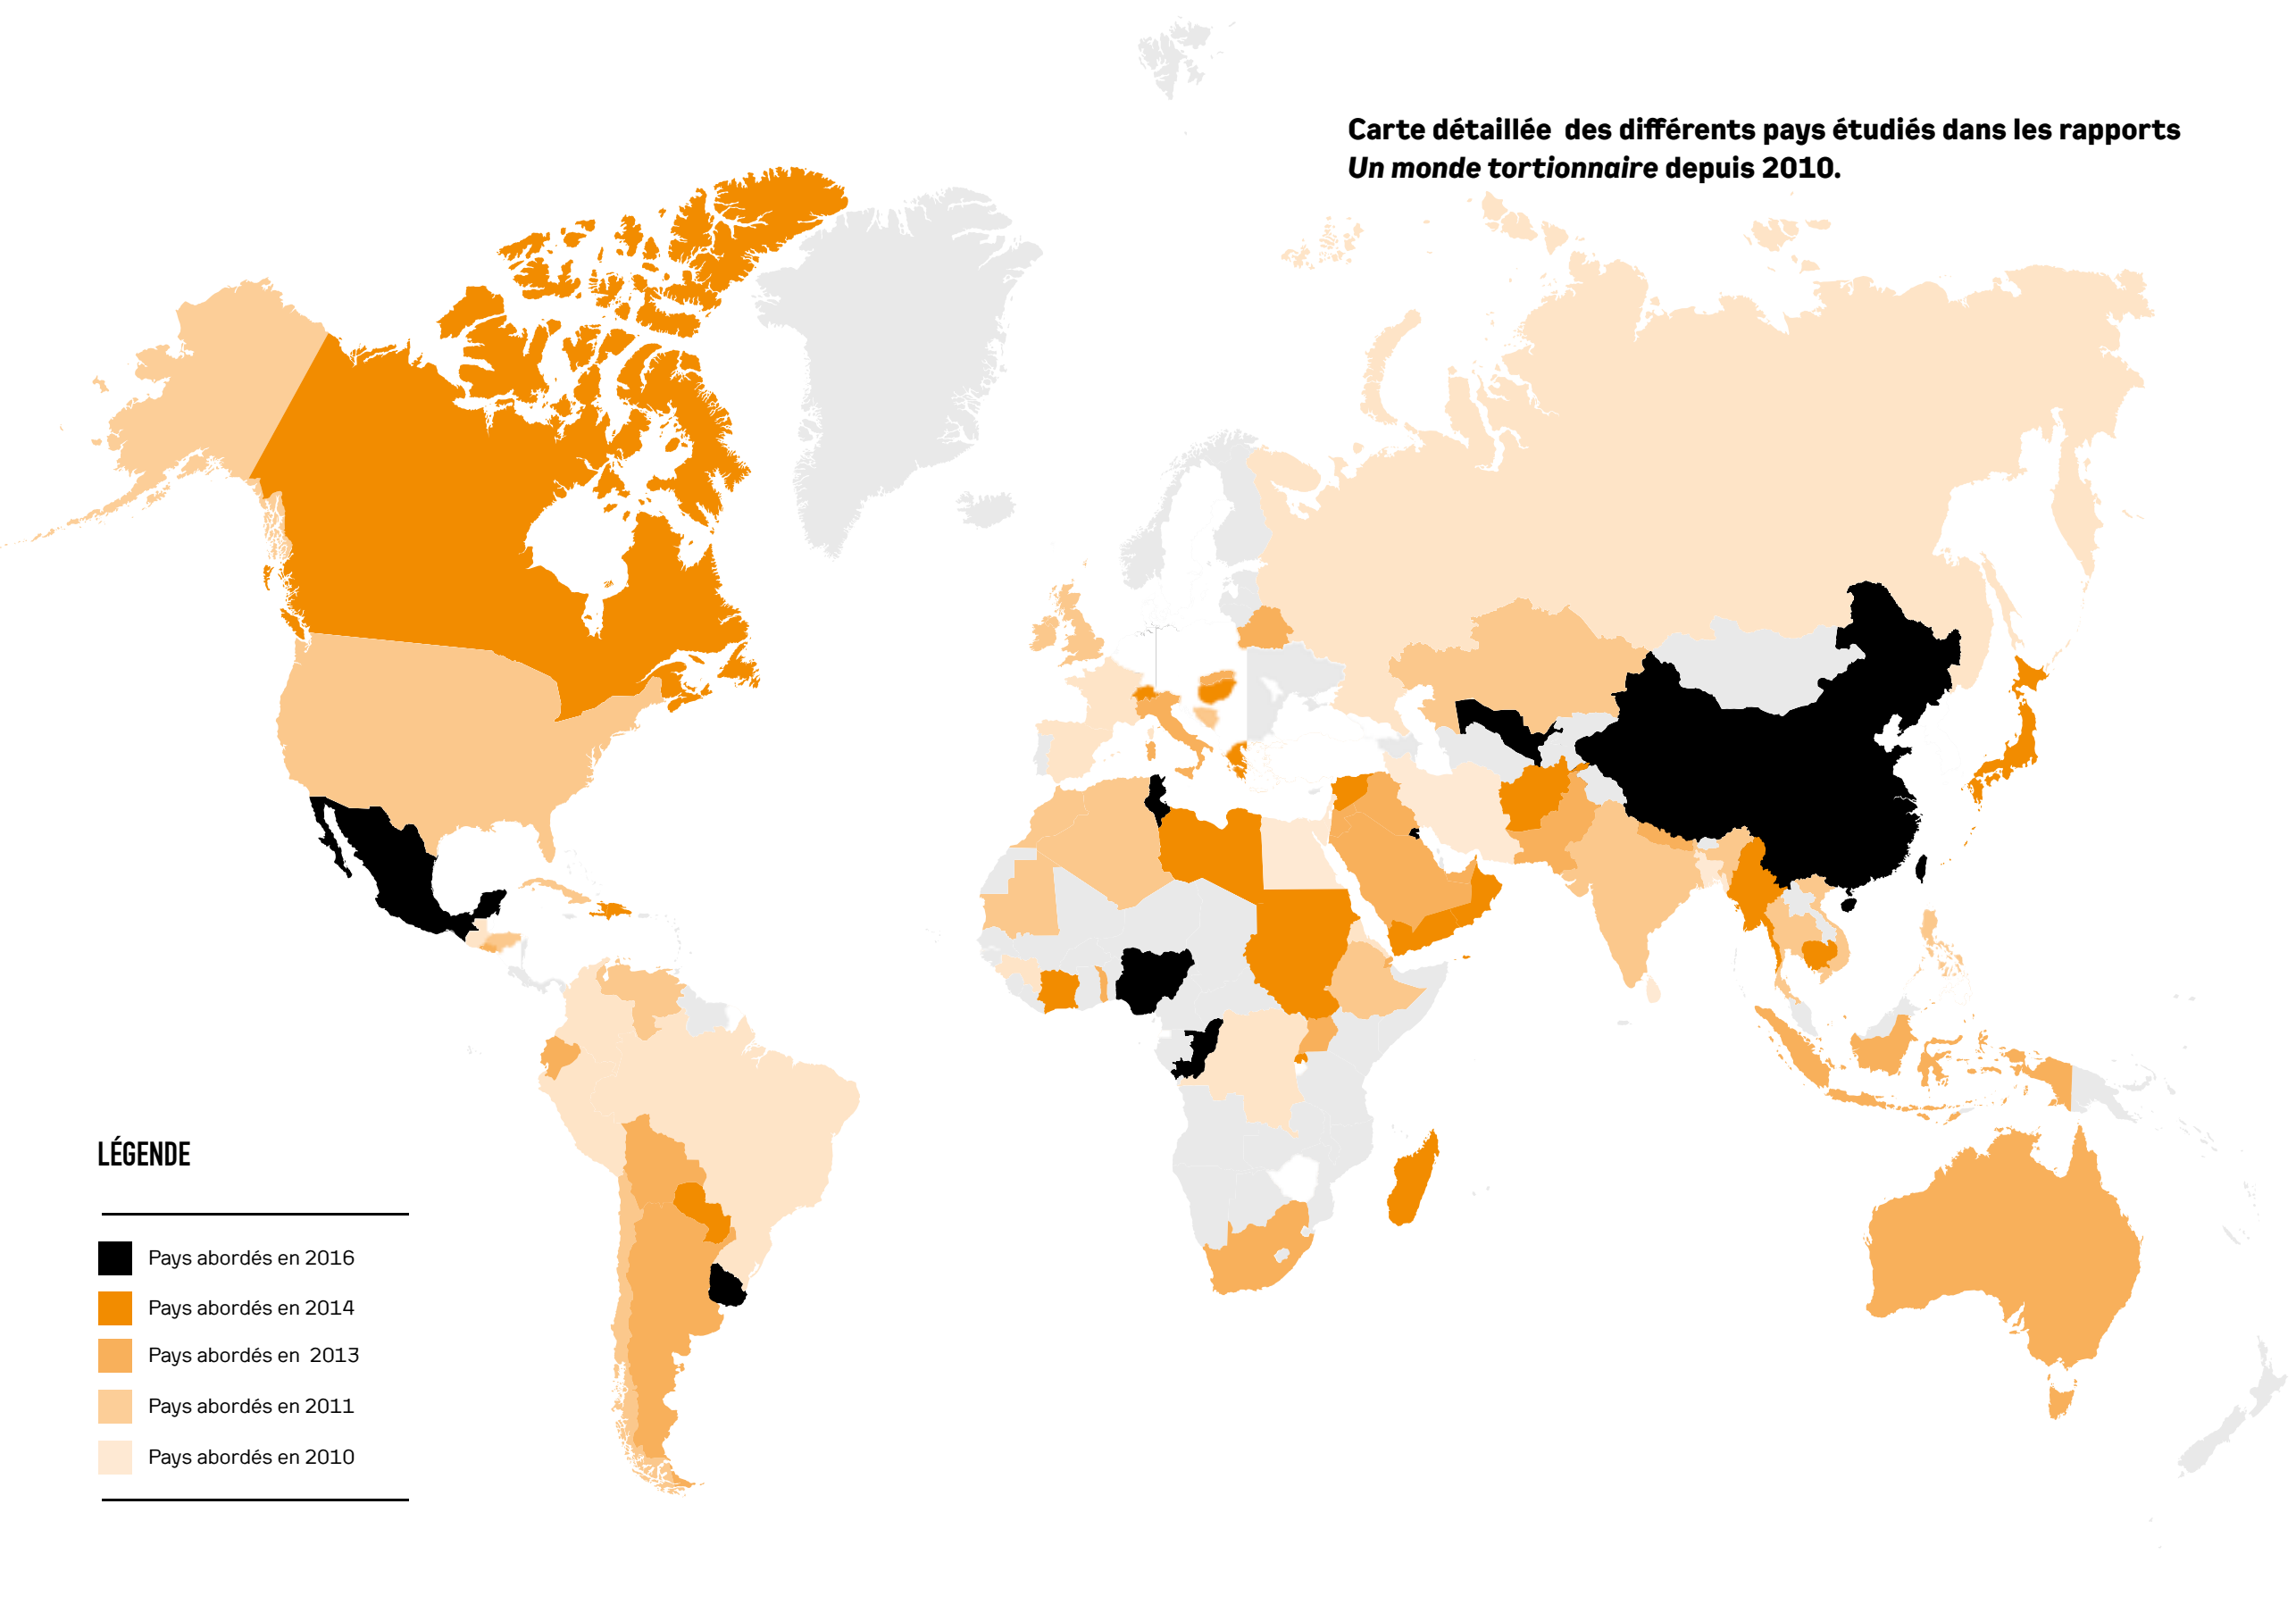 Carte détaillée  des différents pays étudiés dans les rapports
Un monde tortionnaire depuis 2010.
LÉGENDE
Pays abordés en 2016
Pays abordés en 2014
Pays abordés en  2013
Pays abordés en 2011
Pays abordés en 2010